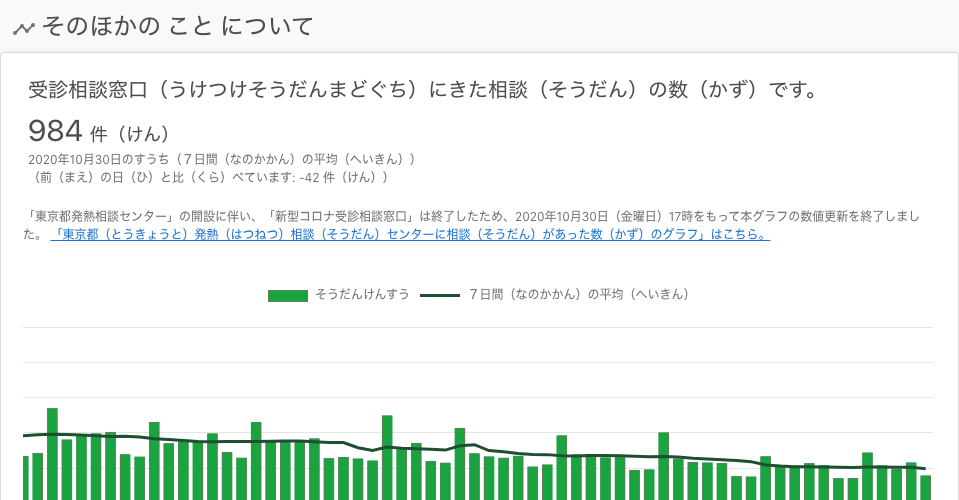 そのほかの こと について
受診相談窓口（うけつけそうだんまどぐち）にきた相談（そうだん）の数（かず）です。
984 件（けん）
2020年10月30日のすうち（７日間（なのかかん）の平均（へいきん））
（前（まえ）の日（ひ）と比（くら）べています: -42 件（けん））
「東京都発熱相談センター」の開設に伴い、「新型コロナ受診相談窓口」は終了したため、2020年10月30日（金曜日）17時をもって本グラフの数値更新を終了しまし
た。 「東京都（とうきょうと）発熱（はつねつ）相談（そうだん）センターに相談（そうだん）があった数（かず）のグラフ」はこちら。
そうだんけんすう ７日間（なのかかん）の平均（へいきん）